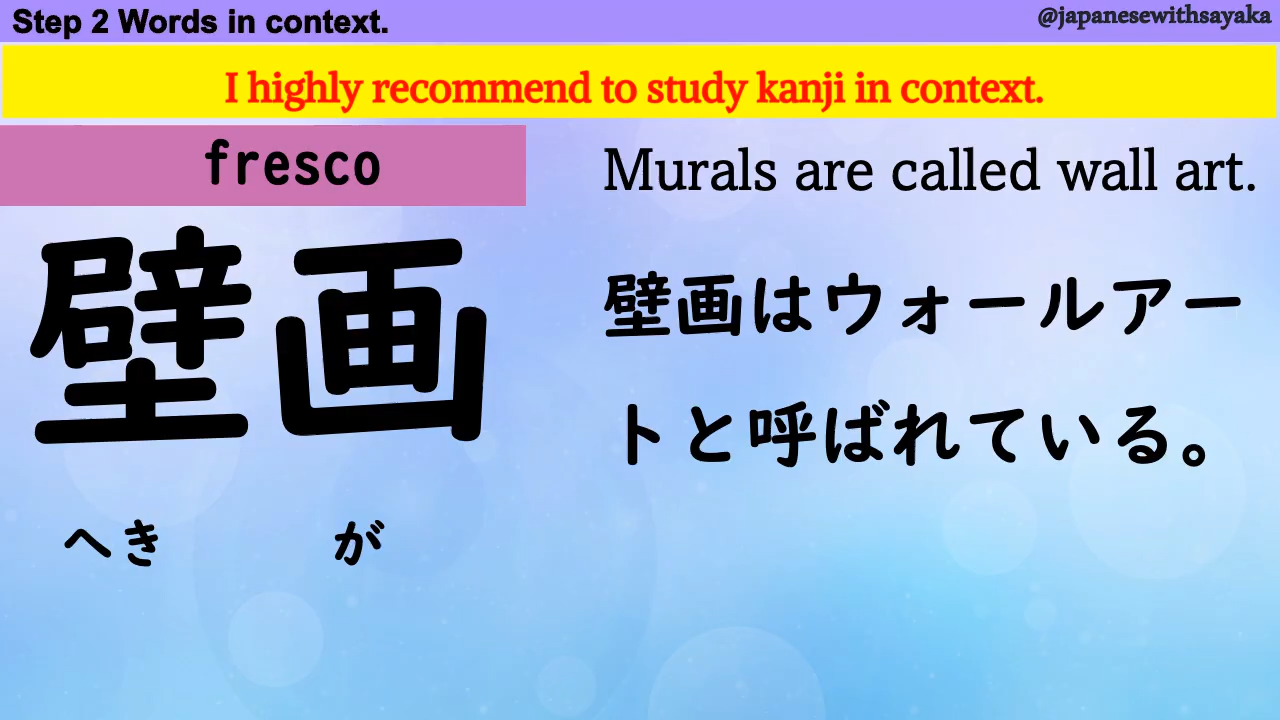 Step 2 Words in context.
@japanesewithsayaka
I highly recommend to study kanji in context.
fresco
壁画
へき が
Murals are called wall art.
壁画はウォールアー
トと呼ばれている。